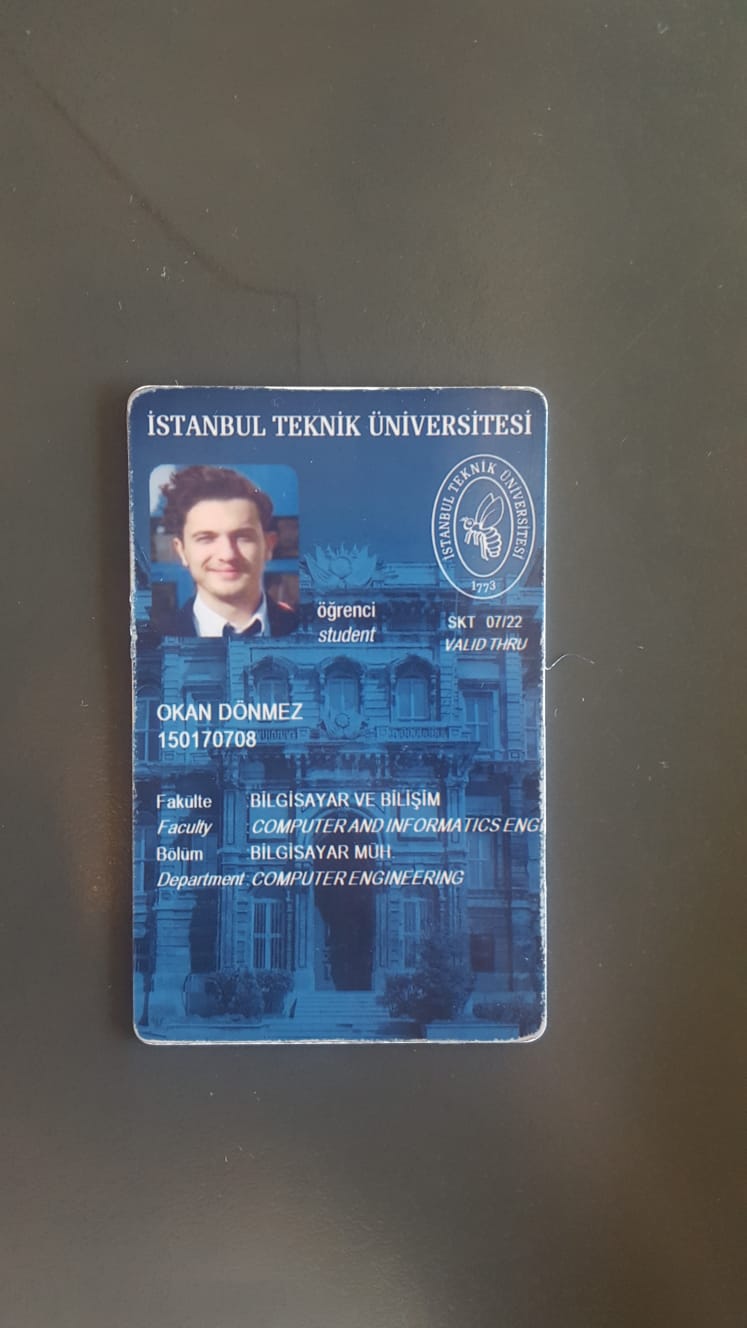 İSTANBUL TEKNİK ÜNİVERSİTESİ
İSTANBUL TEKNİK ÜNİVERSİTESİ
1773
öğrenci
student
SKT 07/22
VALID THRU
OKAN DÖNMEZ
150170708
Fakülte BİLGİSAYAR VE BİLİŞİM
Faculty COMPUTER AND INFORMATICS ENG
Bölüm BİLGİSAYAR MÜH.
Department COMPUTER ENGINEERING